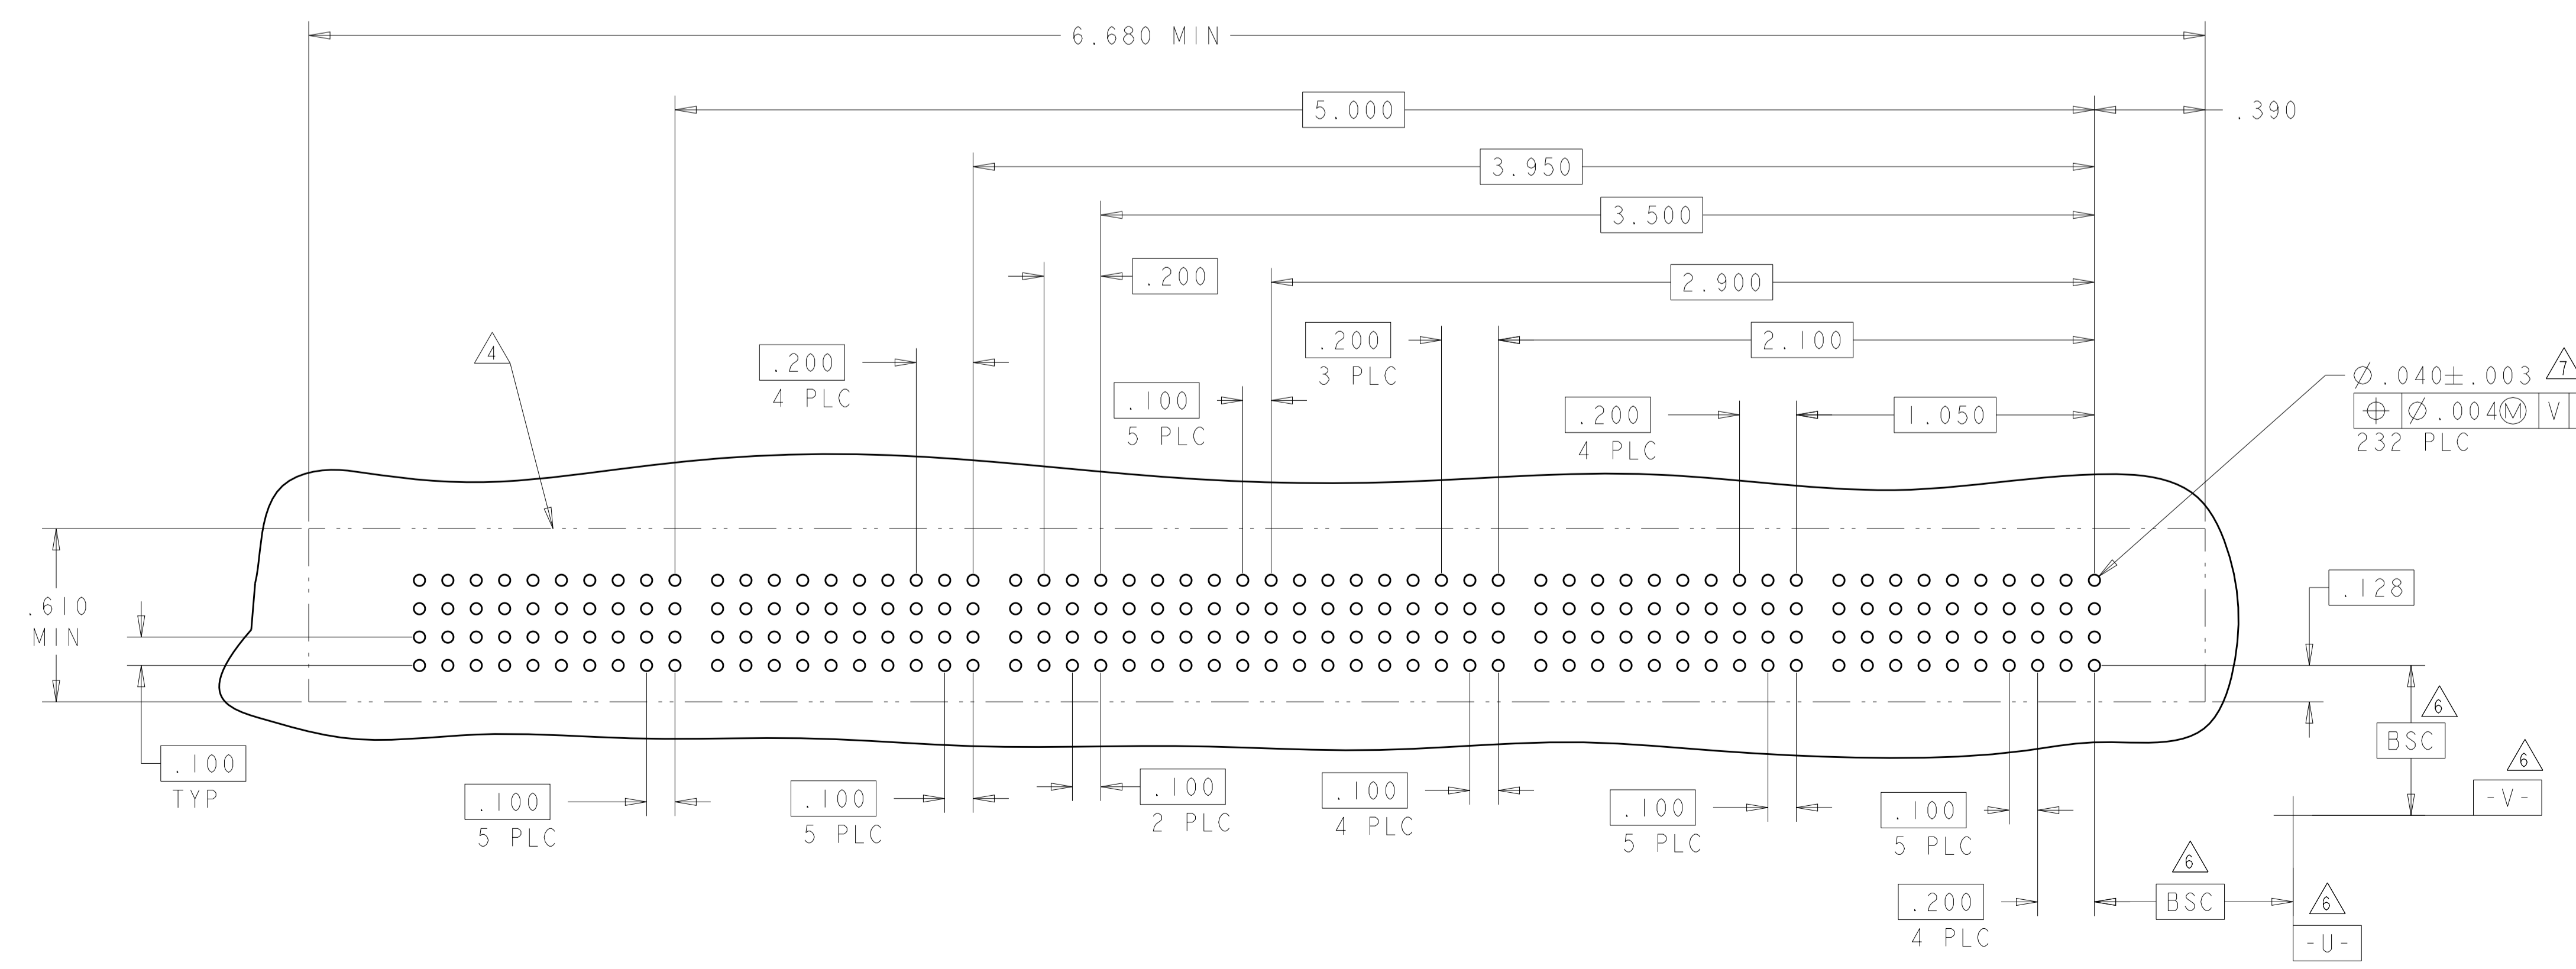 6.680 MIN
5.000
.390
3.950
3.500
.200
2.900
.200
3 PLC
2.100
4
.200
4 PLC
.100
5 PLC
.200
4 PLC
1.050
Ø.040±.003
7
⌖ Ø.004Ⓜ V
232 PLC
.610
MIN
.128
6
BSC
6
-V-
.100
TYP
.100
5 PLC
.100
5 PLC
.100
2 PLC
.100
4 PLC
.100
5 PLC
.100
5 PLC
6
.200
4 PLC
BSC
6
-U-